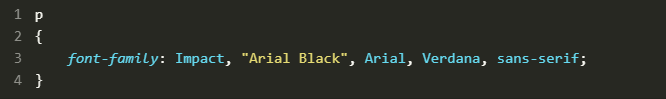 1 p
2 {
3 font-family: Impact, "Arial Black", Arial, Verdana, sans-serif;
4 }